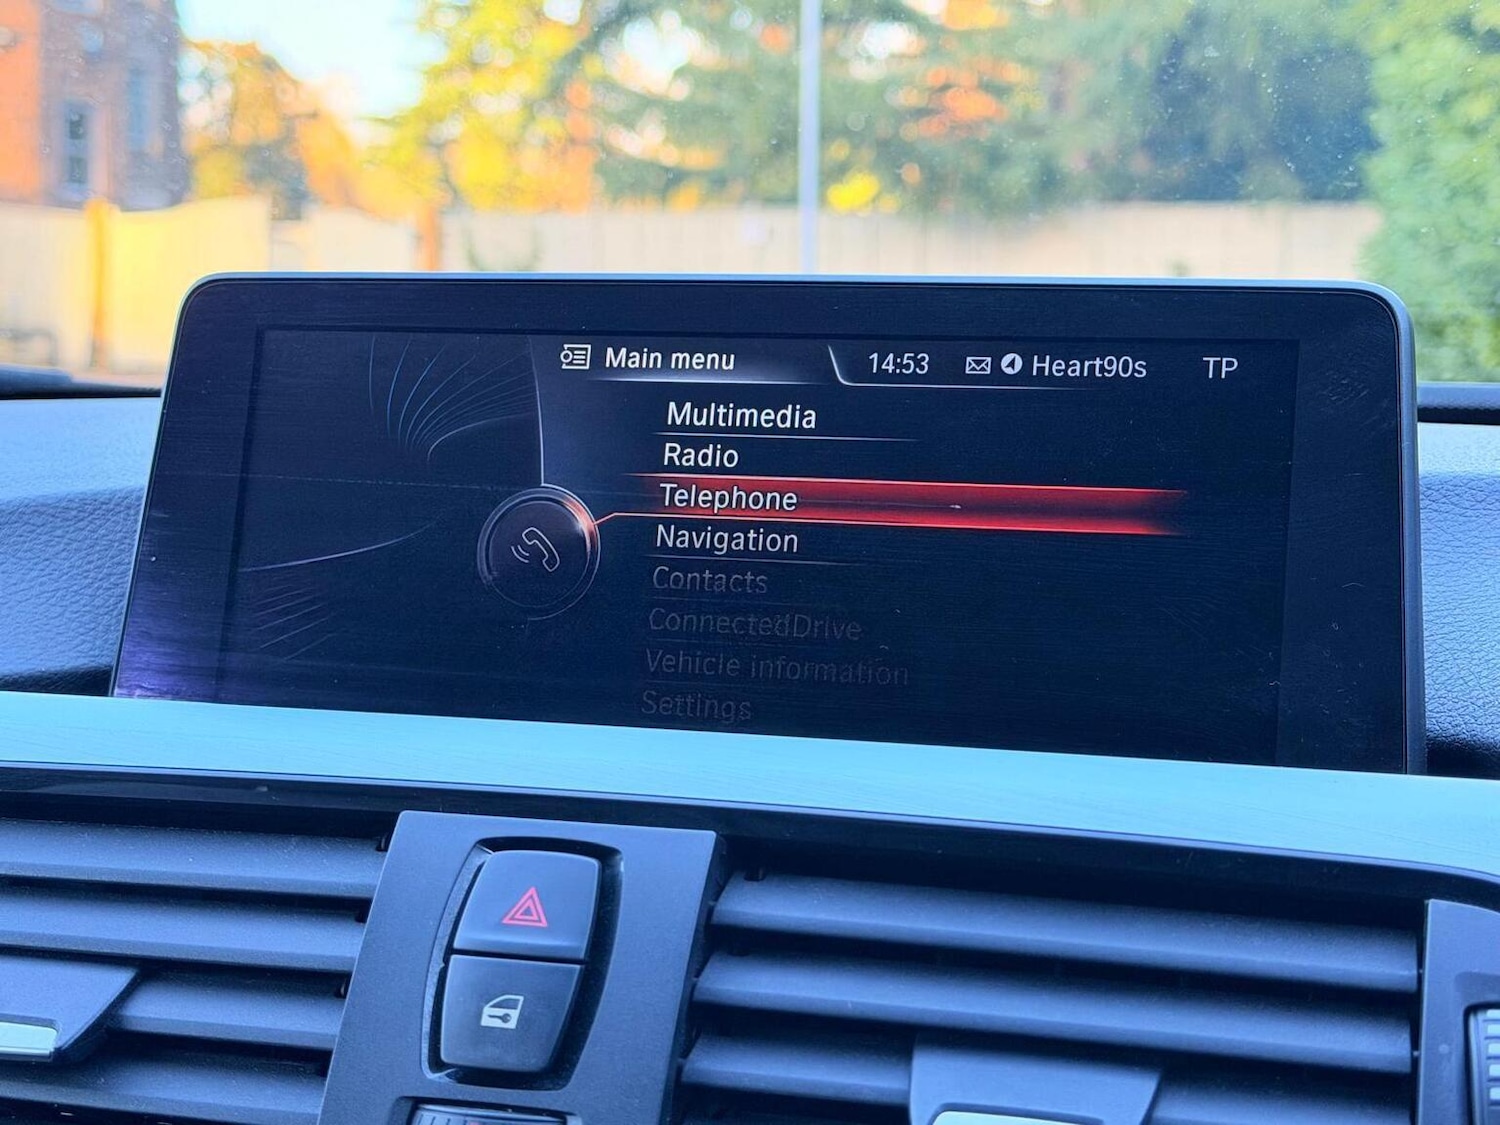 Main menu 14:53 Heart90s TP
Multimedia
Radio
Telephone
Navigation
Contacts
ConnectedDrive
Vehicle information
Settings